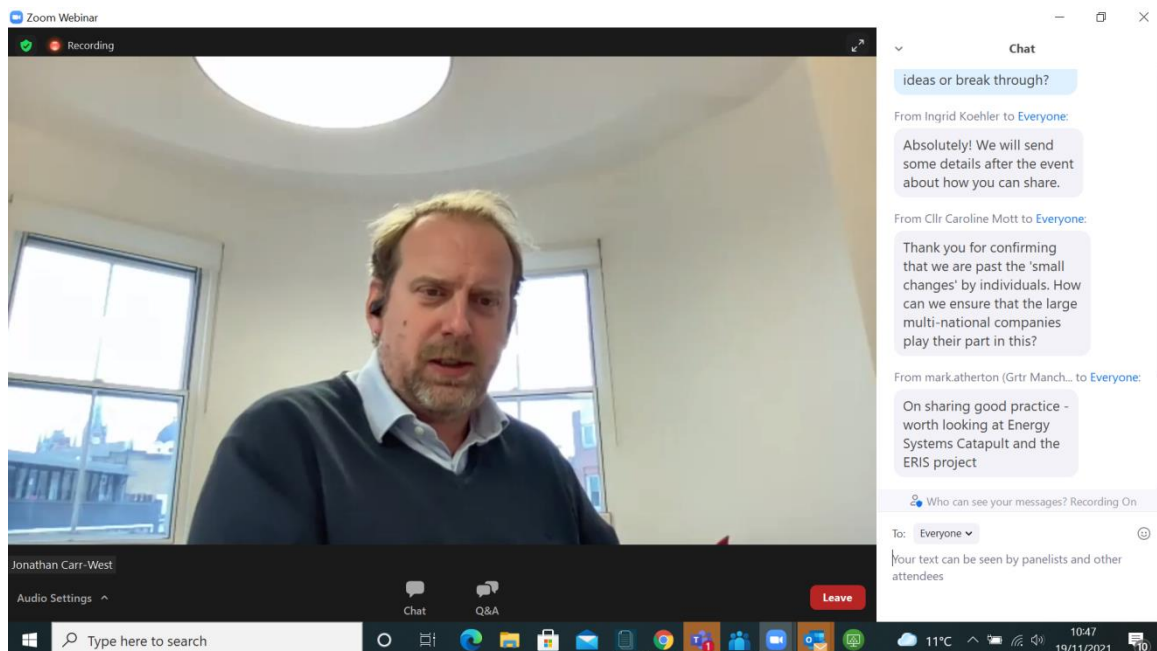 Zoom Webinar
Recording
Chat
ideas or break through?
From Ingrid Koehler to Everyone:
Absolutely! We will send
some details after the event
about how you can share.
From Cllr Caroline Mott to Everyone:
Thank you for confirming
that we are past the 'small
changes' by individuals. How
can we ensure that the large
multi-national companies
play their part in this?
From mark.atherton (Grtr Manch... to Everyone:
On sharing good practice -
worth looking at Energy
Systems Catapult and the
ERIS project
Who can see your messages? Recording On
To: Everyone
Your text can be seen by panelists and other
attendees
Jonathan Carr-West
Audio Settings
Chat
Q&A
Leave
Type here to search
11°C
10:47
19/11/2021
10